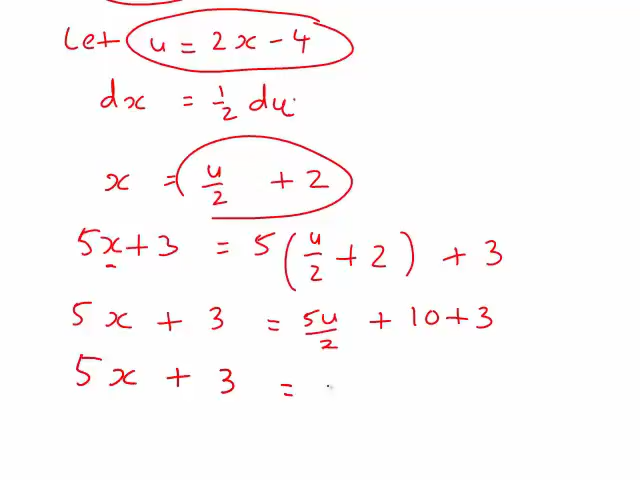 Let u = 2x - 4
dx = 1/2 du
x = u/2 + 2
5x + 3 = 5(u/2 + 2) + 3
5x + 3 = 5u/2 + 10 + 3
5x + 3 =